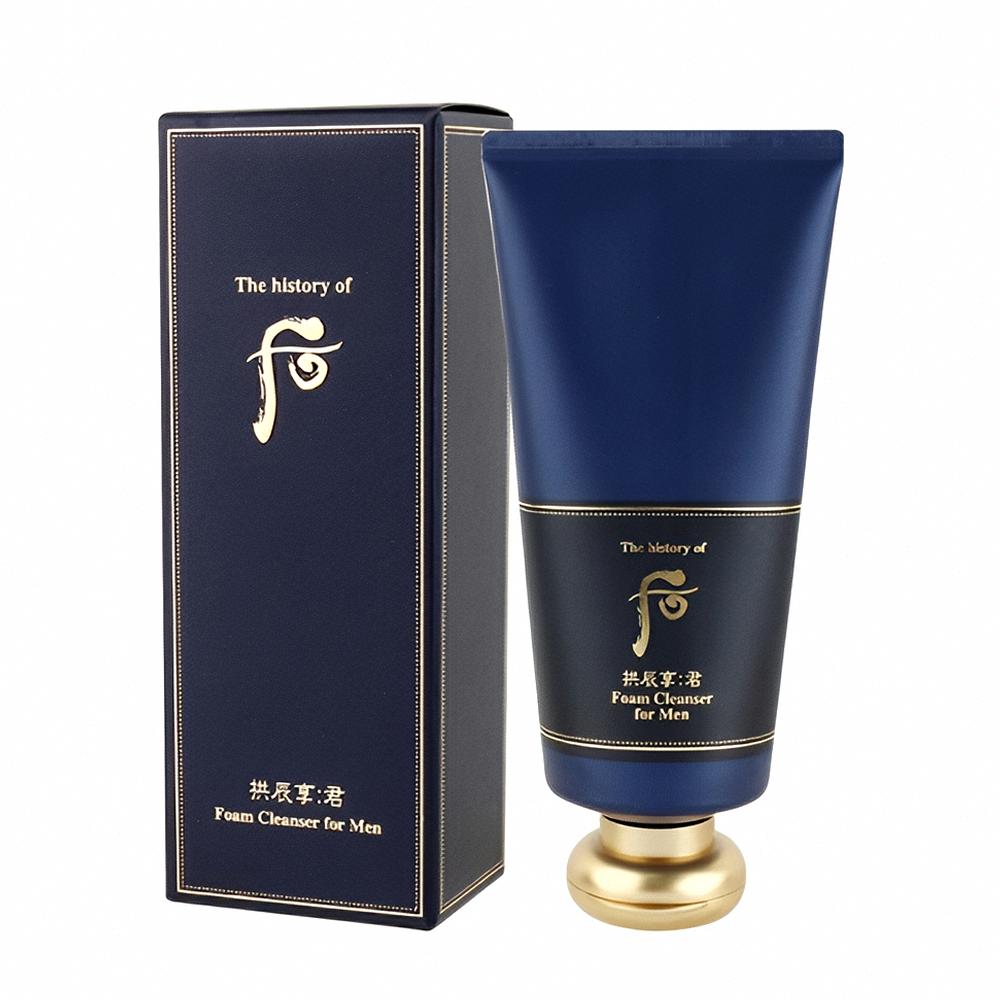 The history of
后
拱辰享:君
Foam Cleanser for Men
The history of
后
拱辰享:君
Foam Cleanser
for Men